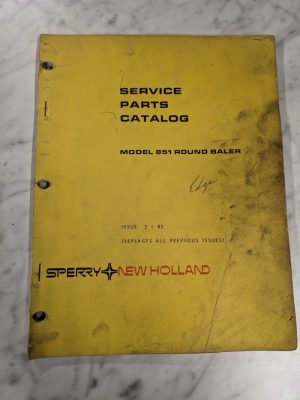 SERVICE
PARTS
CATALOG
MODEL 851 ROUND BALER
ISSUE 2-82
(REPLACES ALL PREVIOUS ISSUES)
SPERRY NEW HOLLAND